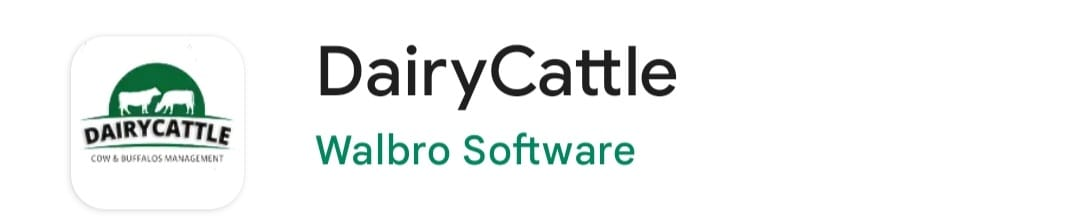 DairyCattle
Walbro Software
DAIRYCATTLE
COW & BUFFALOS MANAGEMENT